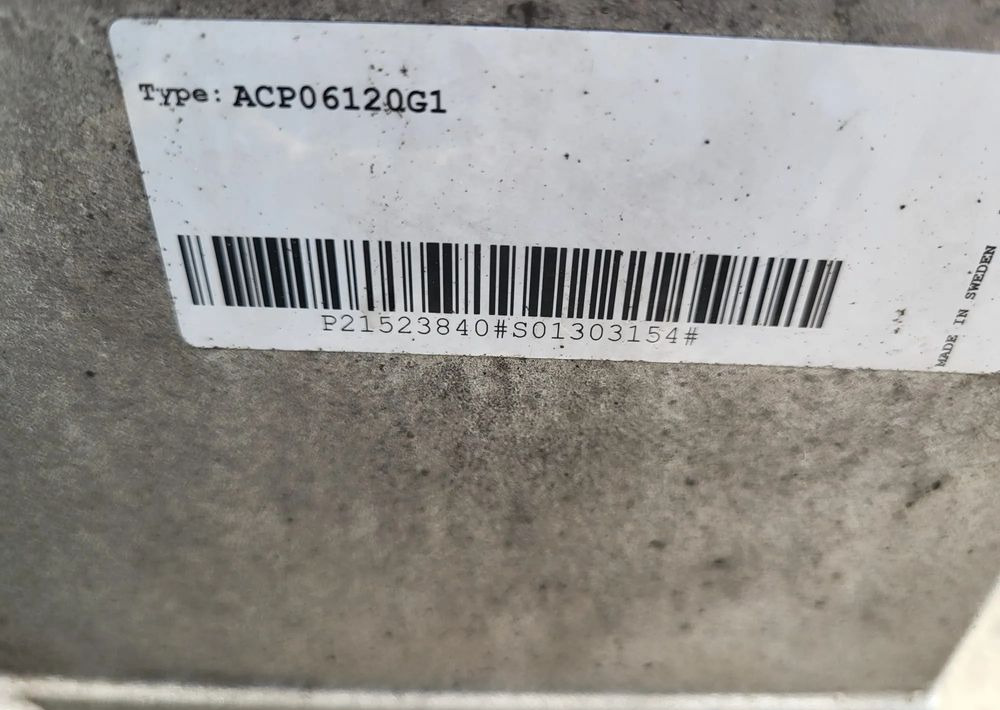 Type: ACP06120G1
P21523840#S01303154#
MADE IN SWEDEN